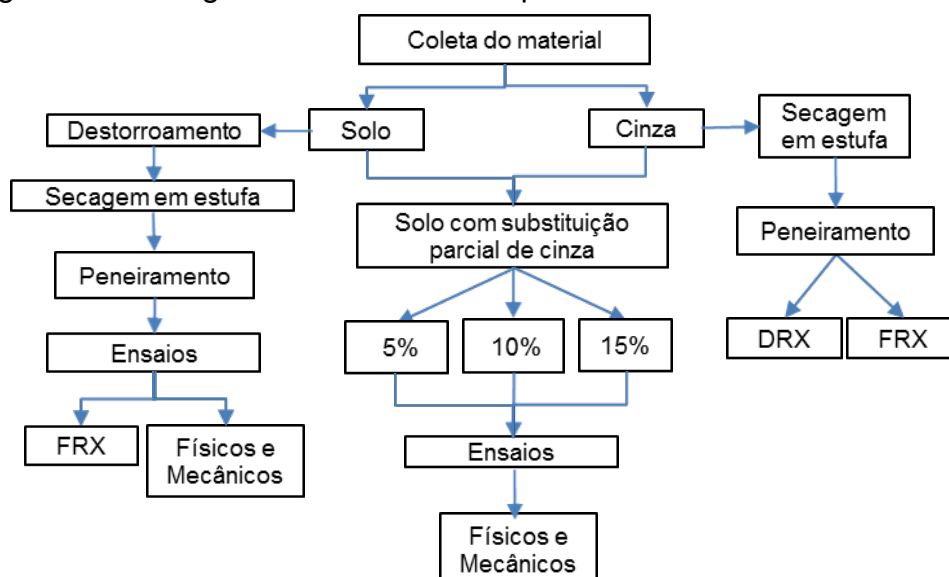 Coleta do material
Destorroamento
Solo
Cinza
Secagem
em estufa
Secagem em estufa
Solo com substituição
parcial de cinza
Peneiramento
Peneiramento
5%
10%
15%
DRX
FRX
Ensaios
FRX
Físicos e
Mecânicos
Ensaios
Físicos e
Mecânicos